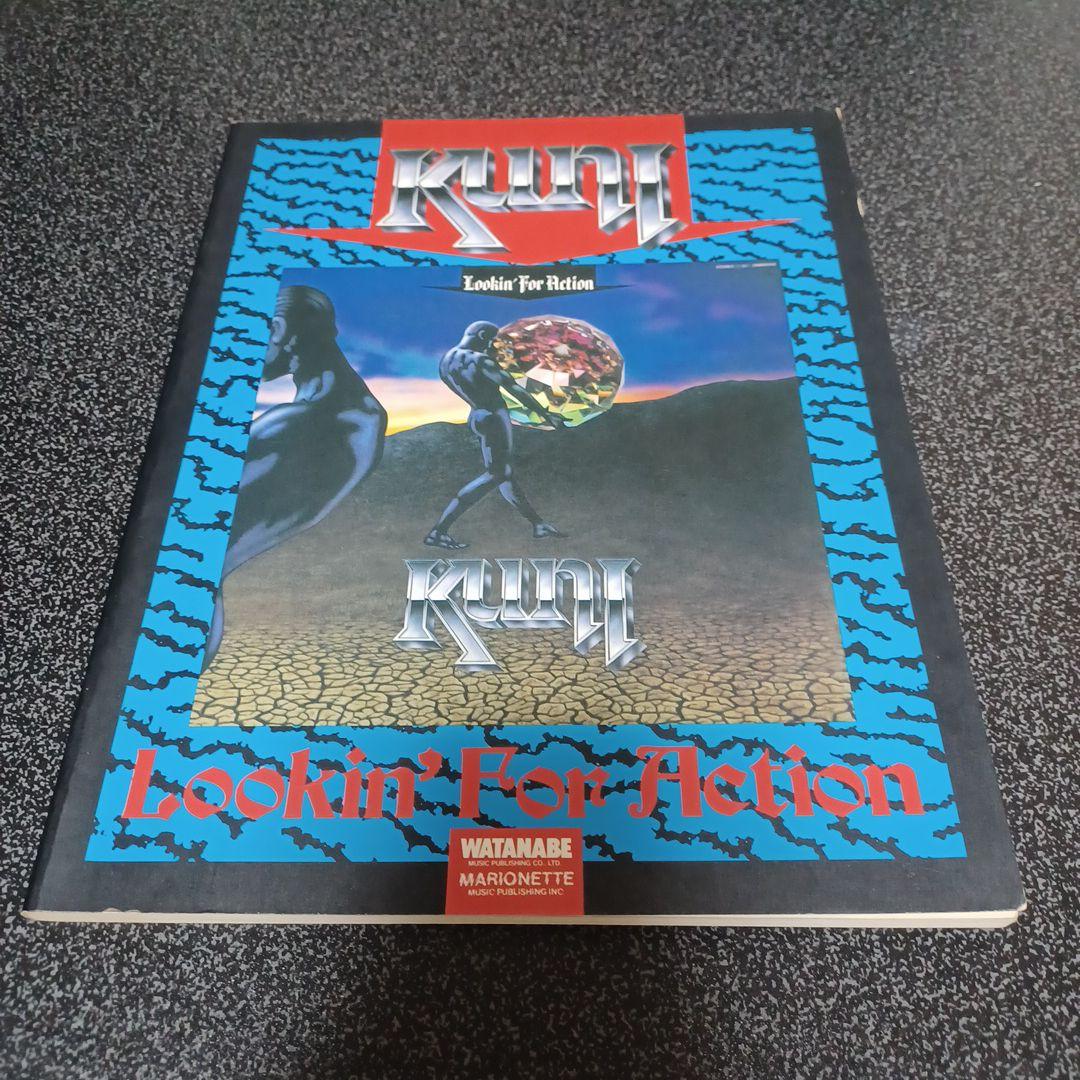 KUNI
Lookin' For Action
KUNI
Lookin' For Action
WATANABE
MUSIC PUBLISHING CO. LTD.
MARIONETTE
MUSIC PUBLISHING INC